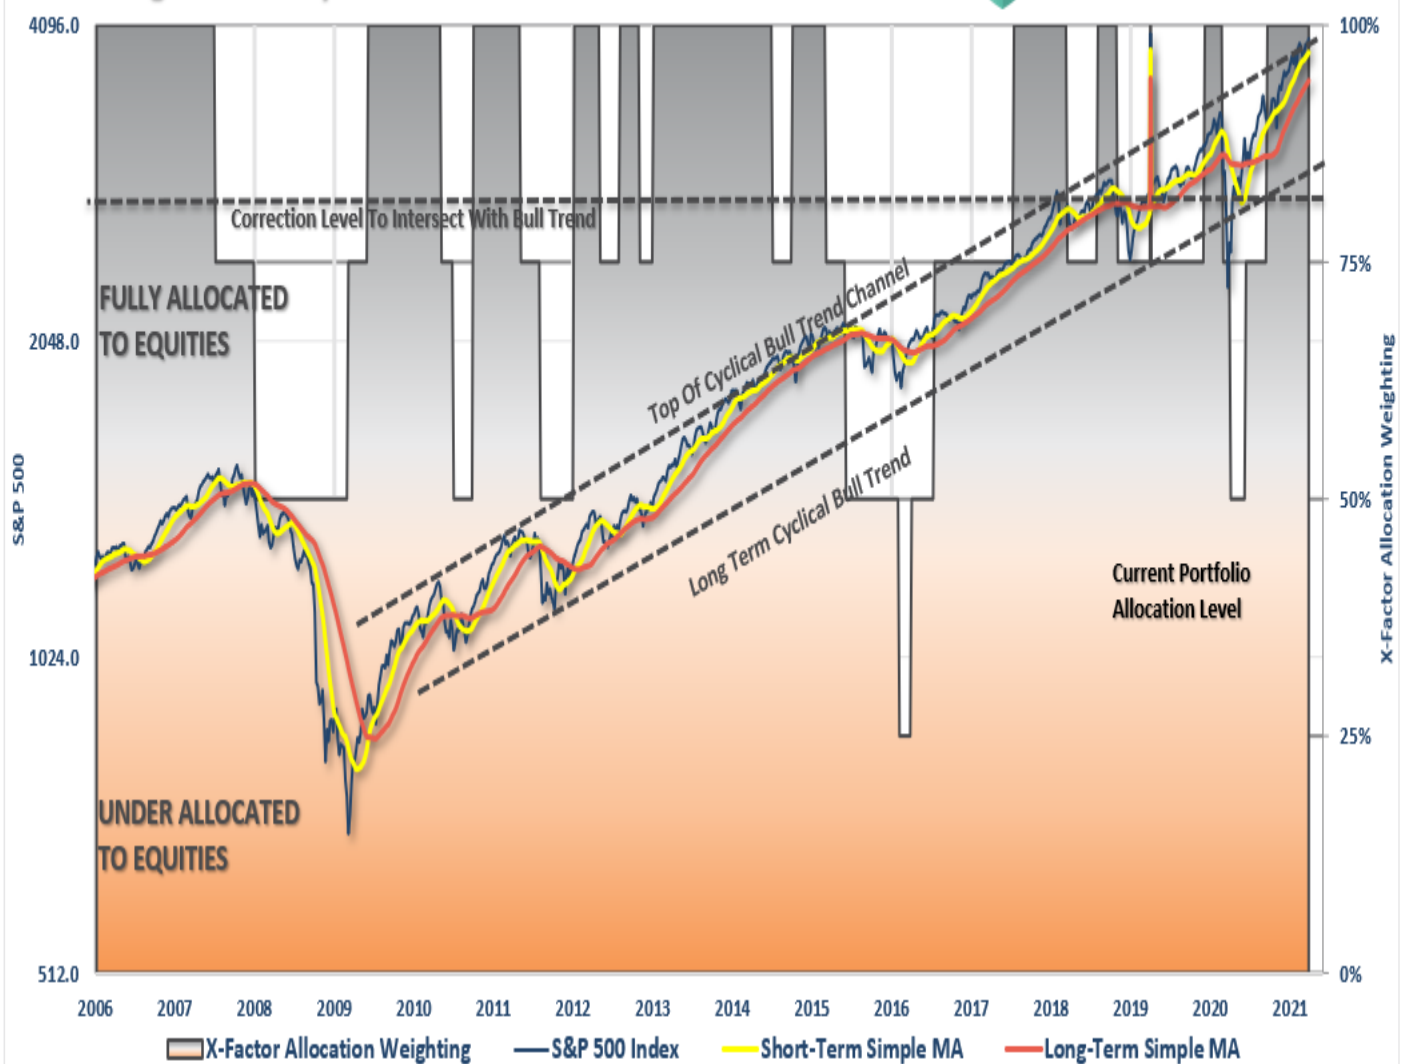 4096.0
100%
Correction Level To Intersect With Bull Trend
75%
FULLY ALLOCATED
TO EQUITIES
Top Of Cyclical Bull Trend Channel
2048.0
S&P 500
X-Factor Allocation Weighting
50%
Long Term Cyclical Bull Trend
Current Portfolio
Allocation Level
1024.0
25%
UNDER ALLOCATED
TO EQUITIES
512.0
0%
2006 2007 2008 2009 2010 2011 2012 2013 2014 2015 2016 2017 2018 2019 2020 2021
X-Factor Allocation Weighting S&P 500 Index Short-Term Simple MA Long-Term Simple MA